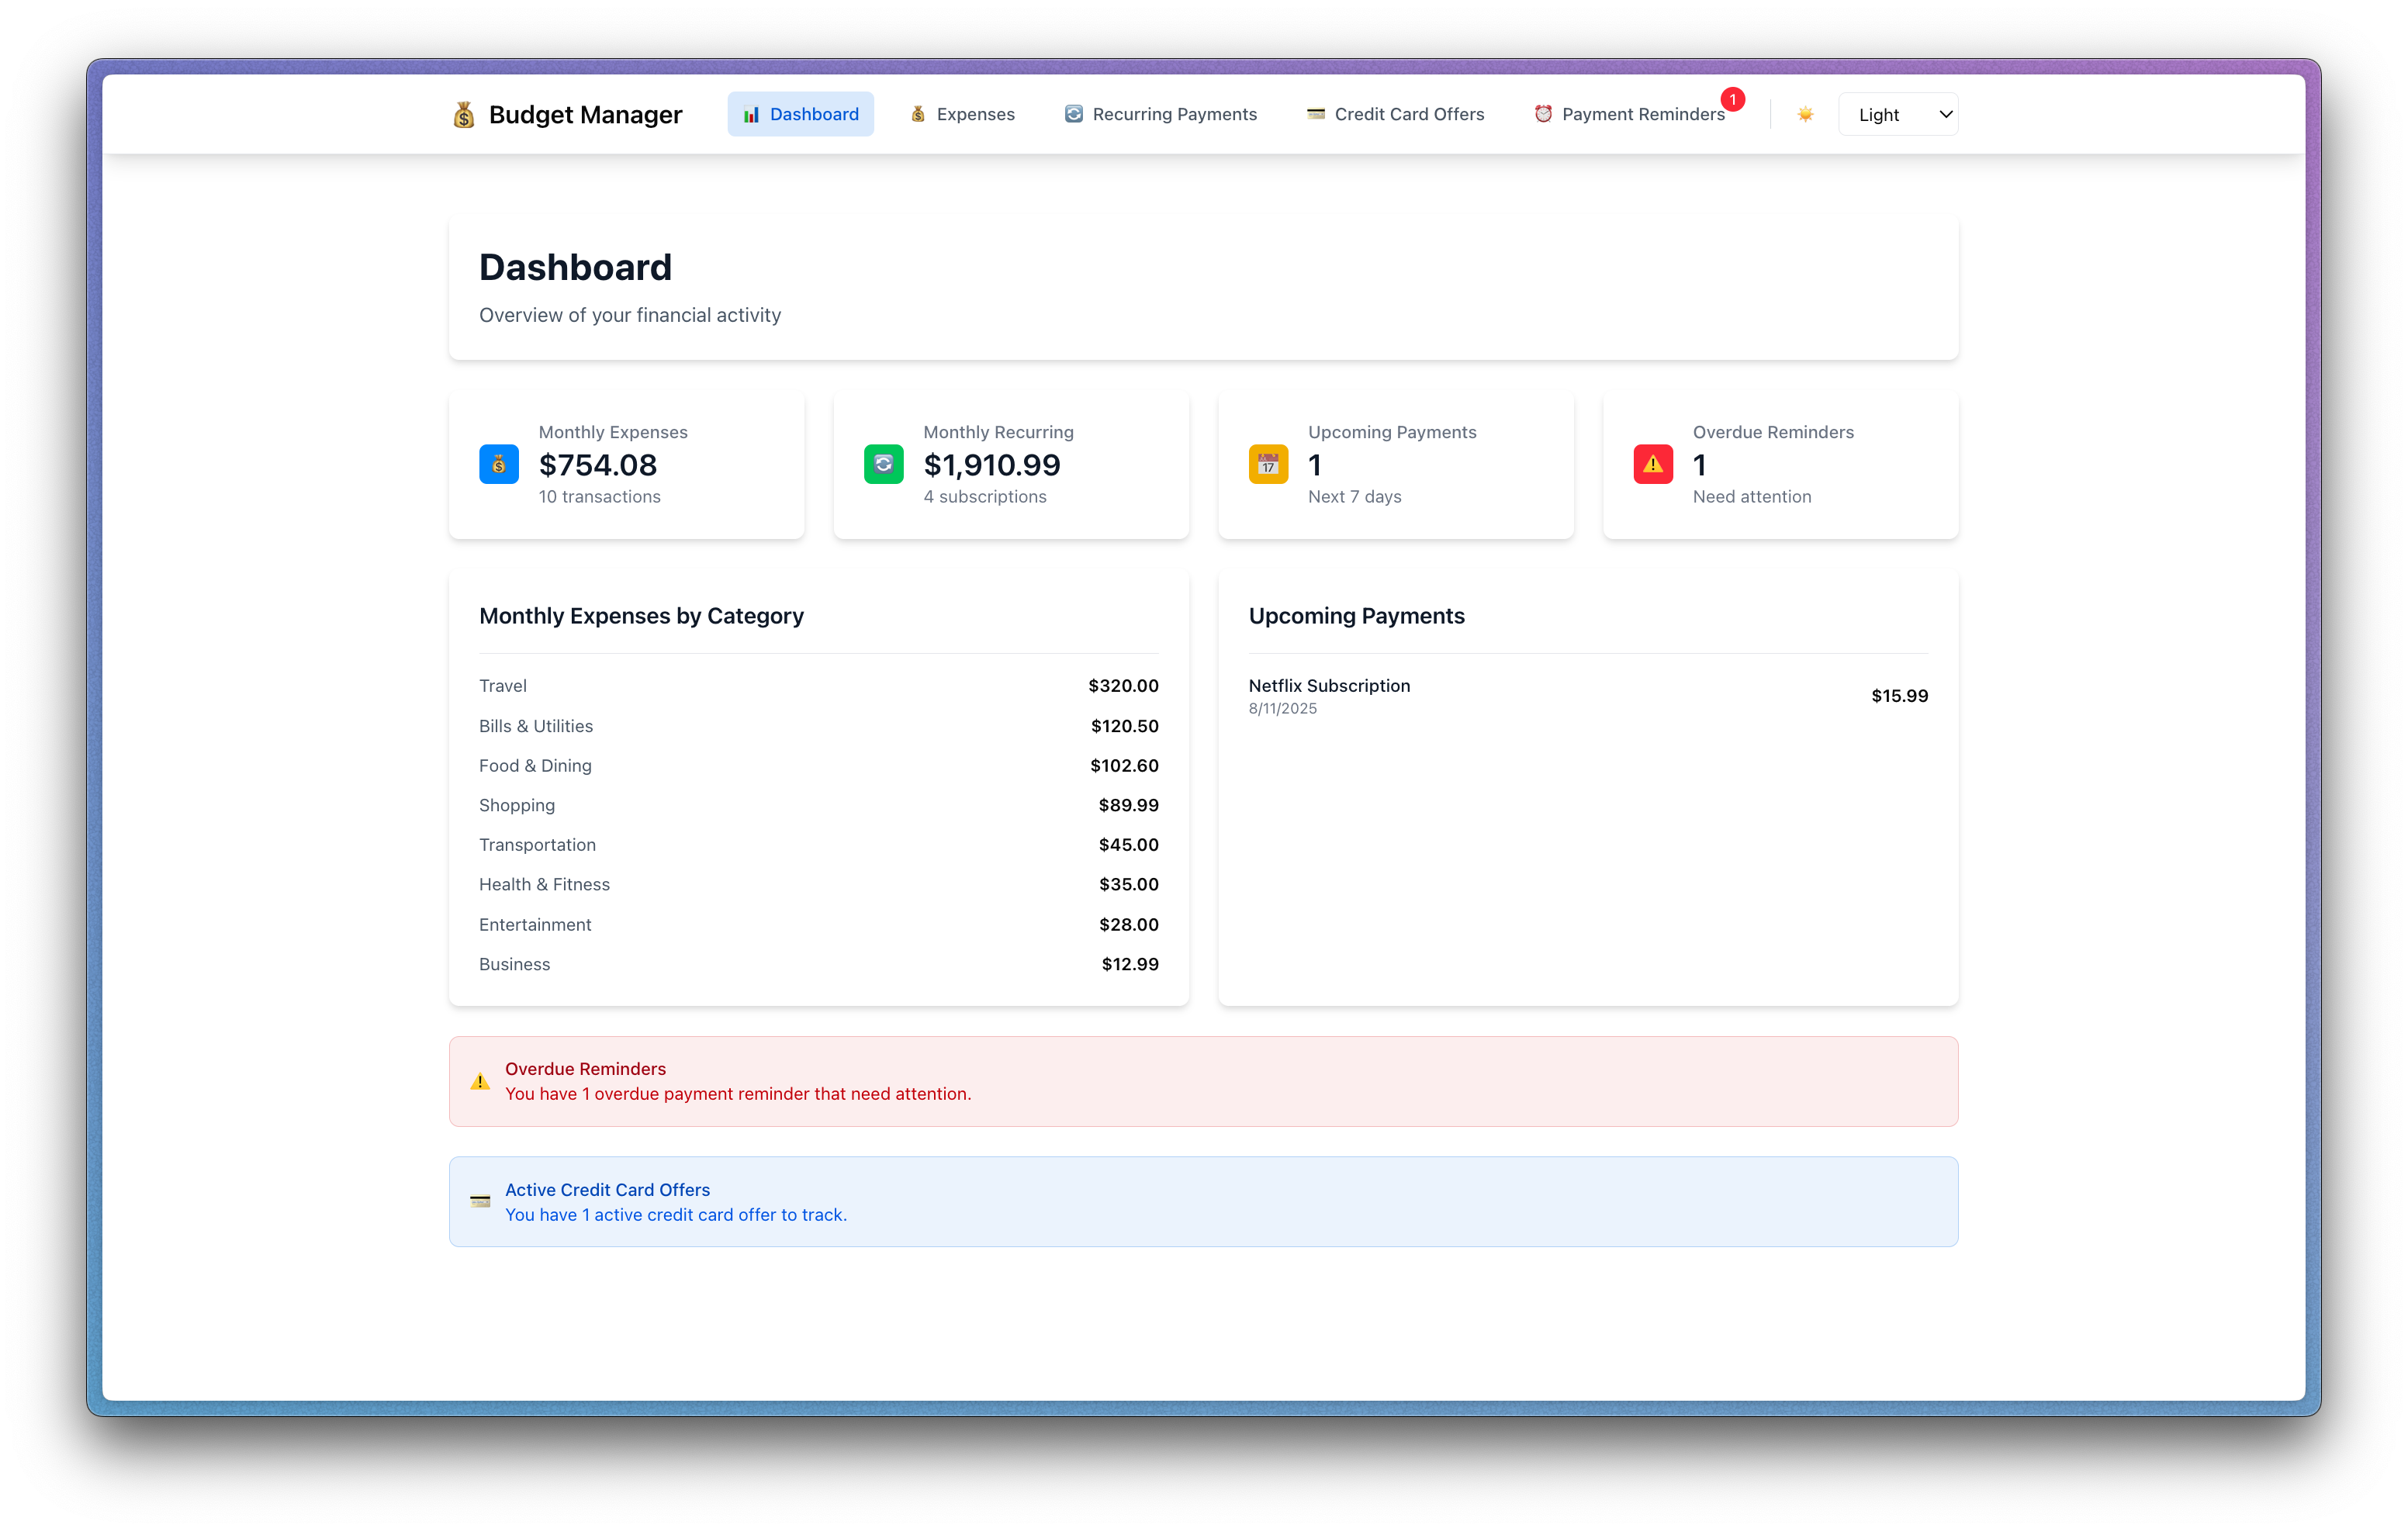 Budget Manager
Dashboard
Expenses
Recurring Payments
Credit Card Offers
Payment Reminders
1
Light
Dashboard
Overview of your financial activity
Monthly Expenses
$754.08
10 transactions
Monthly Recurring
$1,910.99
4 subscriptions
17
Upcoming Payments
1
Next 7 days
Overdue Reminders
1
Need attention
Monthly Expenses by Category
Travel $320.00
Bills & Utilities $120.50
Food & Dining $102.60
Shopping $89.99
Transportation $45.00
Health & Fitness $35.00
Entertainment $28.00
Business $12.99
Upcoming Payments
Netflix Subscription
8/11/2025
$15.99
Overdue Reminders
You have 1 overdue payment reminder that need attention.
Active Credit Card Offers
You have 1 active credit card offer to track.